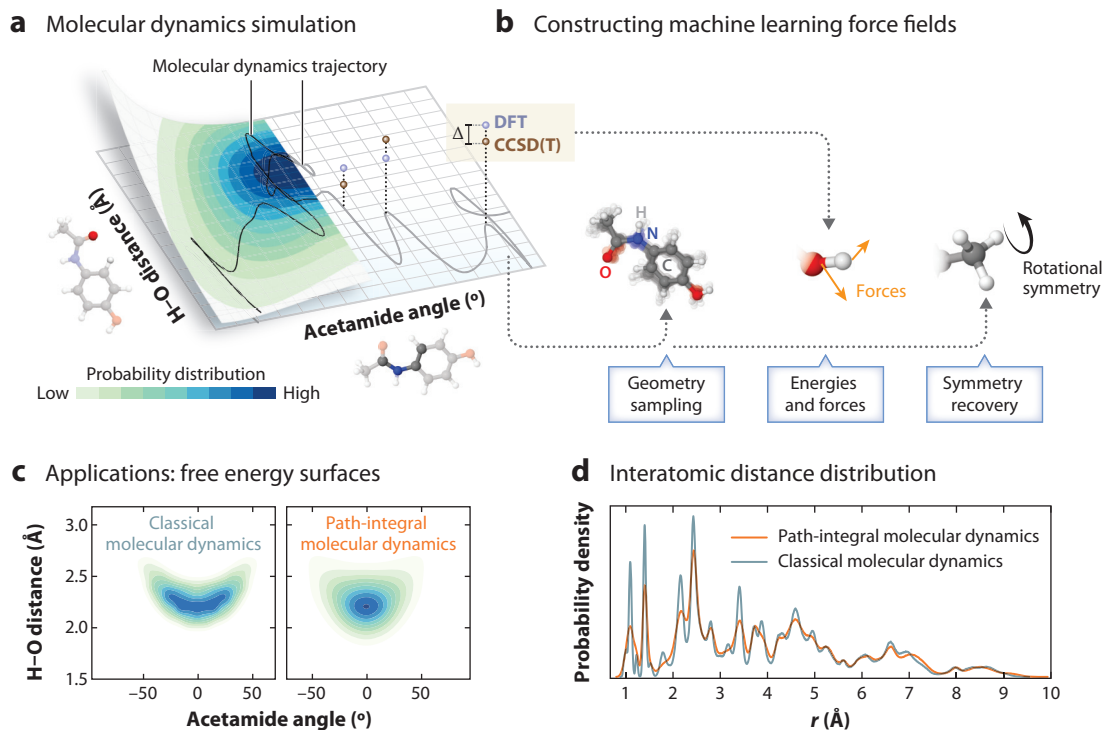 a Molecular dynamics simulation
Molecular dynamics trajectory
H–O distance (Å)
Acetamide angle (º)
Δ
DFT
CCSD(T)
Probability distribution
Low
High
b Constructing machine learning force fields
H
N
O
C
Forces
Rotational
symmetry
Geometry
sampling
Energies
and forces
Symmetry
recovery
c Applications: free energy surfaces
H–O distance (Å)
3.0
2.5
2.0
1.5
Classical
molecular dynamics
Path-integral
molecular dynamics
–50 0 50 –50 0 50
Acetamide angle (º)
d Interatomic distance distribution
Probability density
Path-integral molecular dynamics
Classical molecular dynamics
1 2 3 4 5 6 7 8 9 10
r (Å)